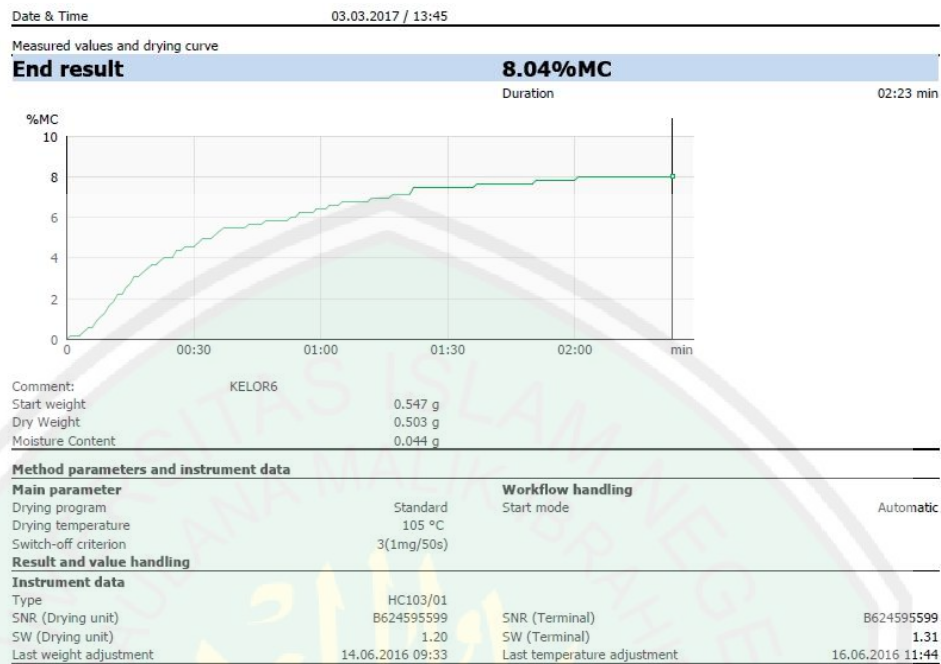 Date & Time 03.03.2017 / 13:45
Measured values and drying curve
End result 8.04%MC
Duration 02:23 min
%MC
10
8
6
4
2
0
0 00:30 01:00 01:30 02:00 min
Comment: KELOR6
Start weight 0.547 g
Dry Weight 0.503 g
Moisture Content 0.044 g
Method parameters and instrument data
Main parameter Workflow handling
Drying program Standard Start mode Automatic
Drying temperature 105 °C
Switch-off criterion 3(1mg/50s)
Result and value handling
Instrument data
Type HC103/01
SNR (Drying unit) B624595599 SNR (Terminal) B624595599
SW (Drying unit) 1.20 SW (Terminal) 1.31
Last weight adjustment 14.06.2016 09:33 Last temperature adjustment 16.06.2016 11:44